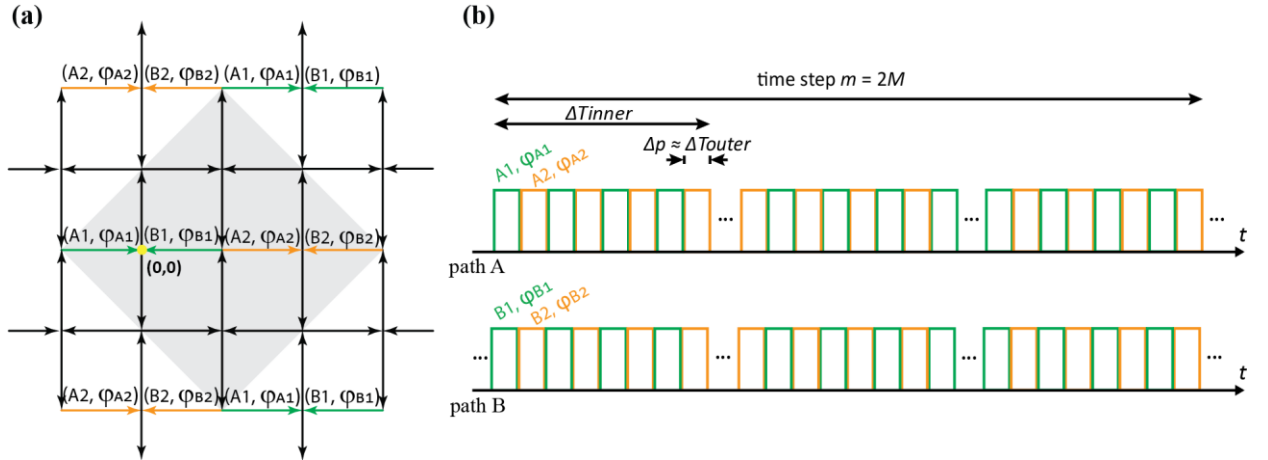 (a)
(A2, φA2) (B2, φB2) (A1, φA1) (B1, φB1)
(A1, φA1) (B1, φB1) (A2, φA2) (B2, φB2)
(0,0)
(A2, φA2) (B2, φB2) (A1, φA1) (B1, φB1)
(b)
time step m = 2M
ΔTinner
Δp ≈ ΔTouter
A1, φA1
A2, φA2
... ... ...
t
path A
B1, φB1
B2, φB2
... ... ... ...
t
path B